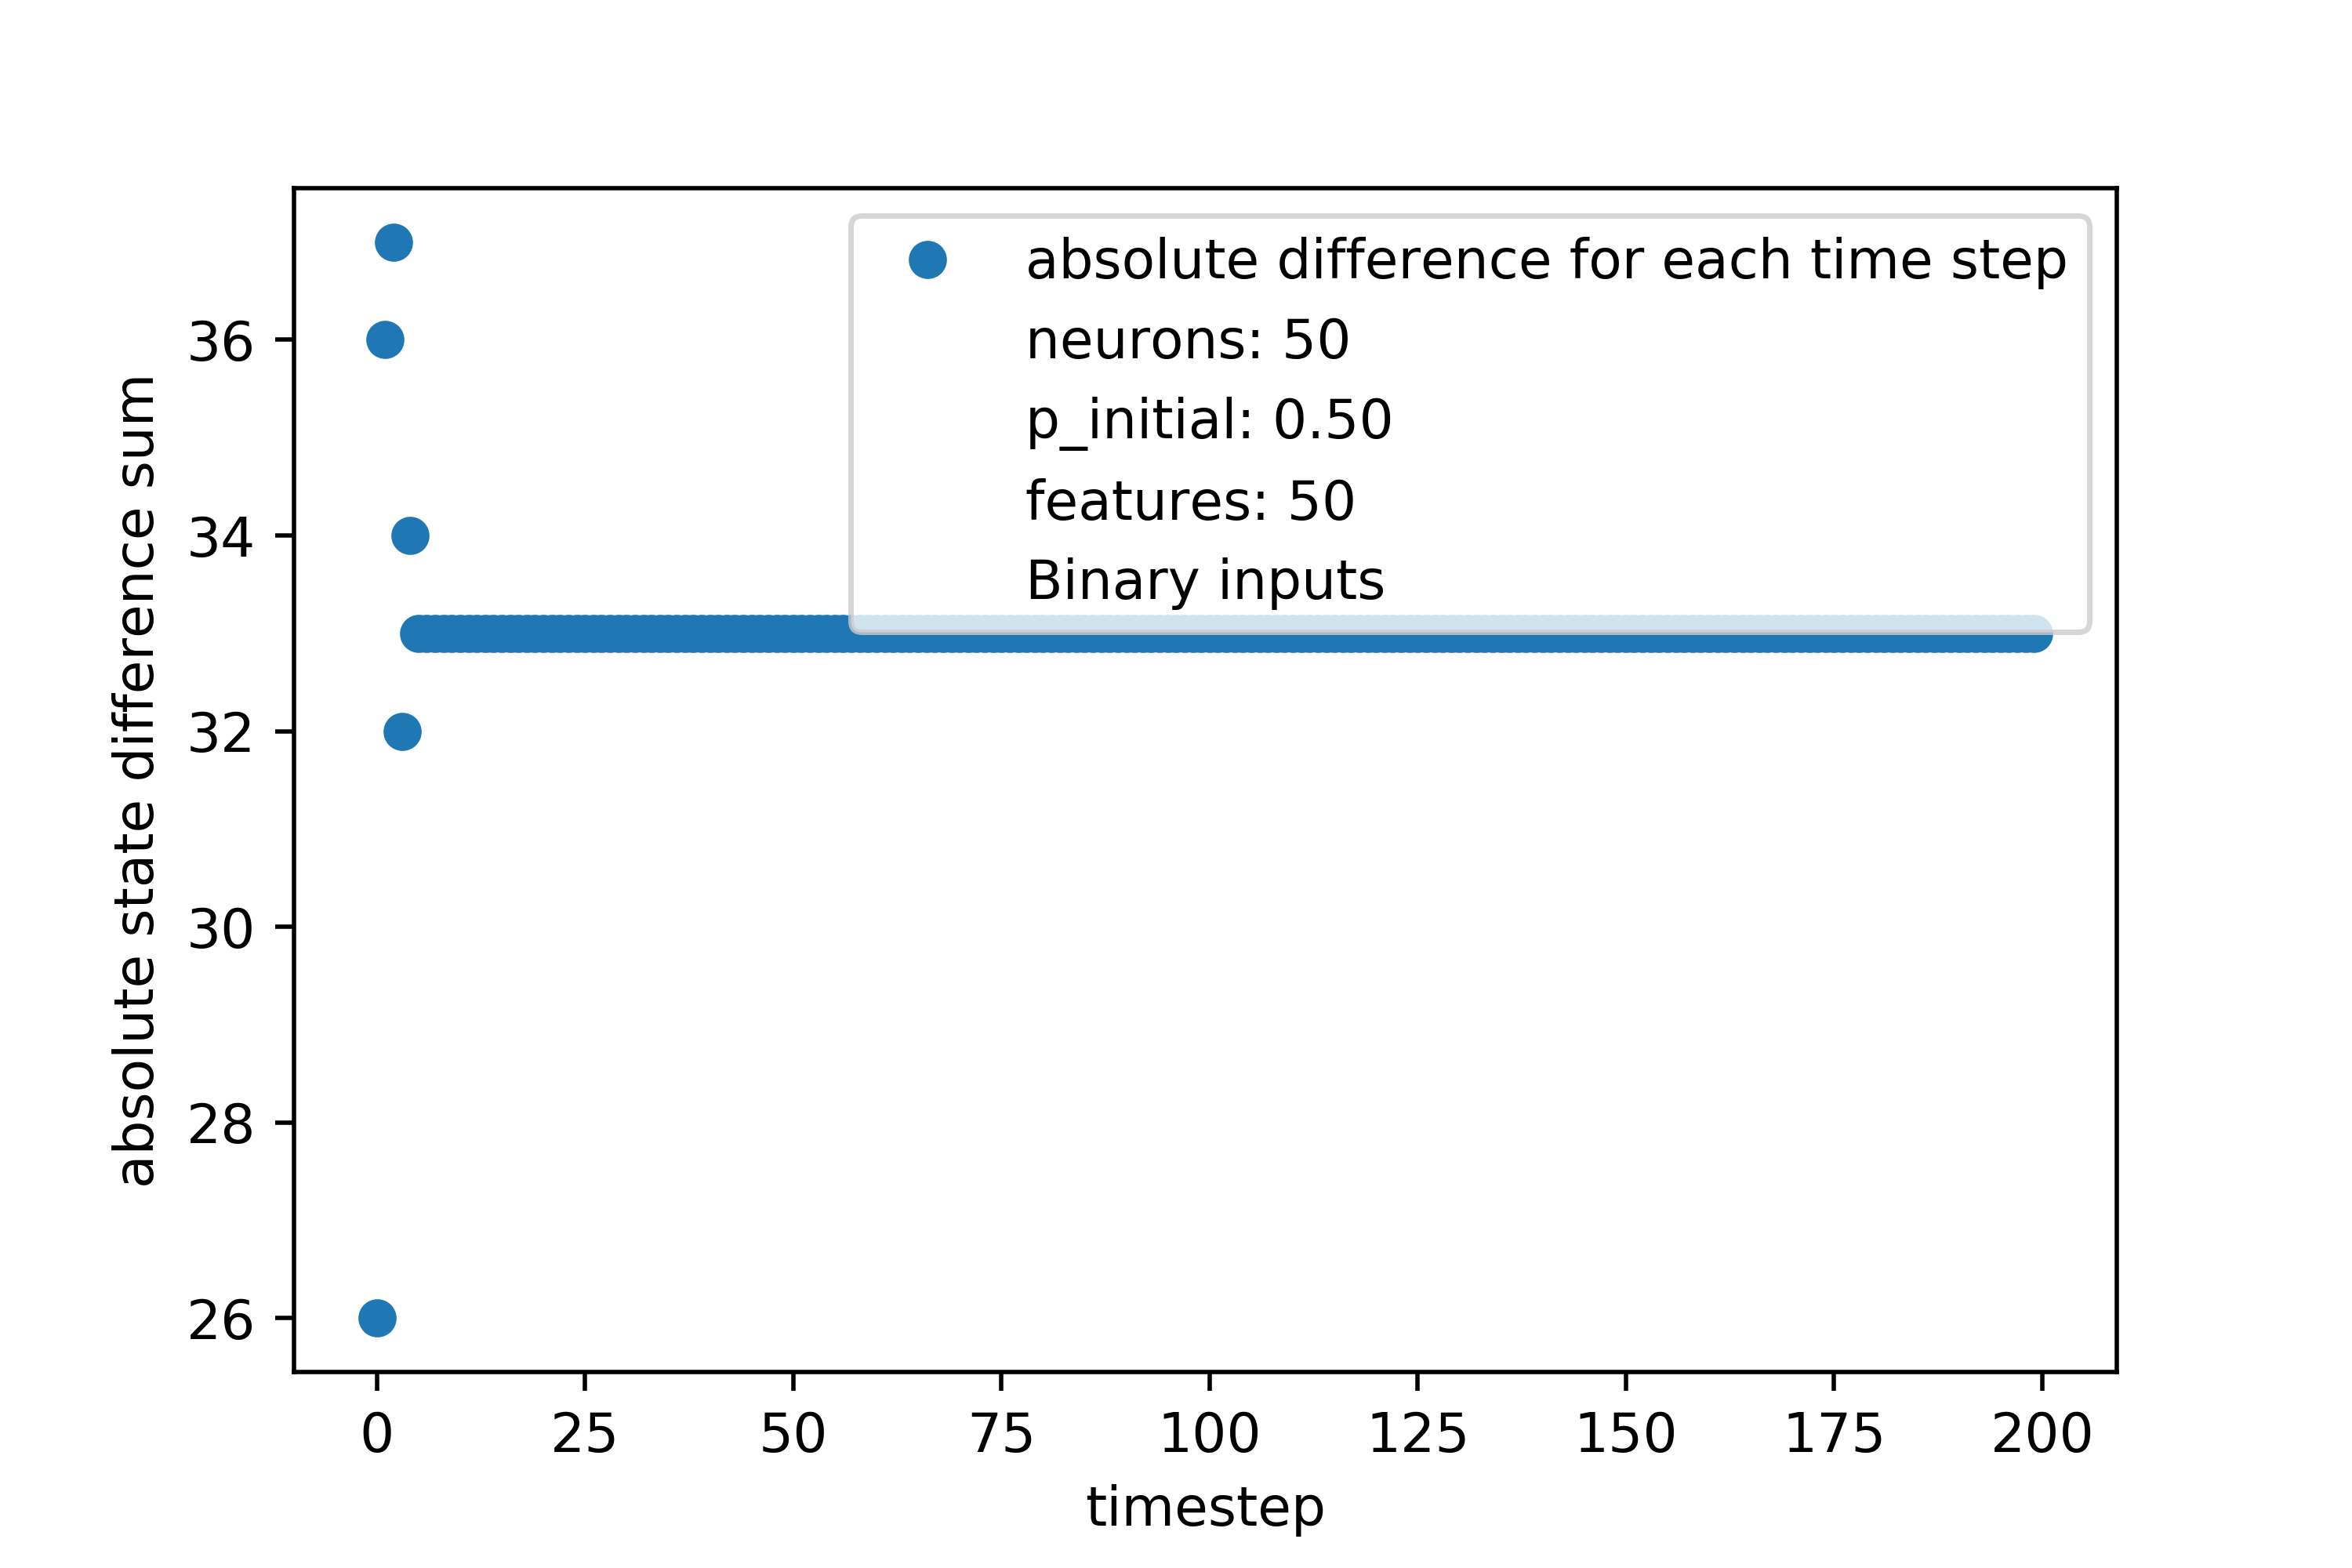 absolute difference for each time step
neurons: 50
p_initial: 0.50
features: 50
Binary inputs
absolute state difference sum
36
34
32
30
28
26
0 25 50 75 100 125 150 175 200
timestep